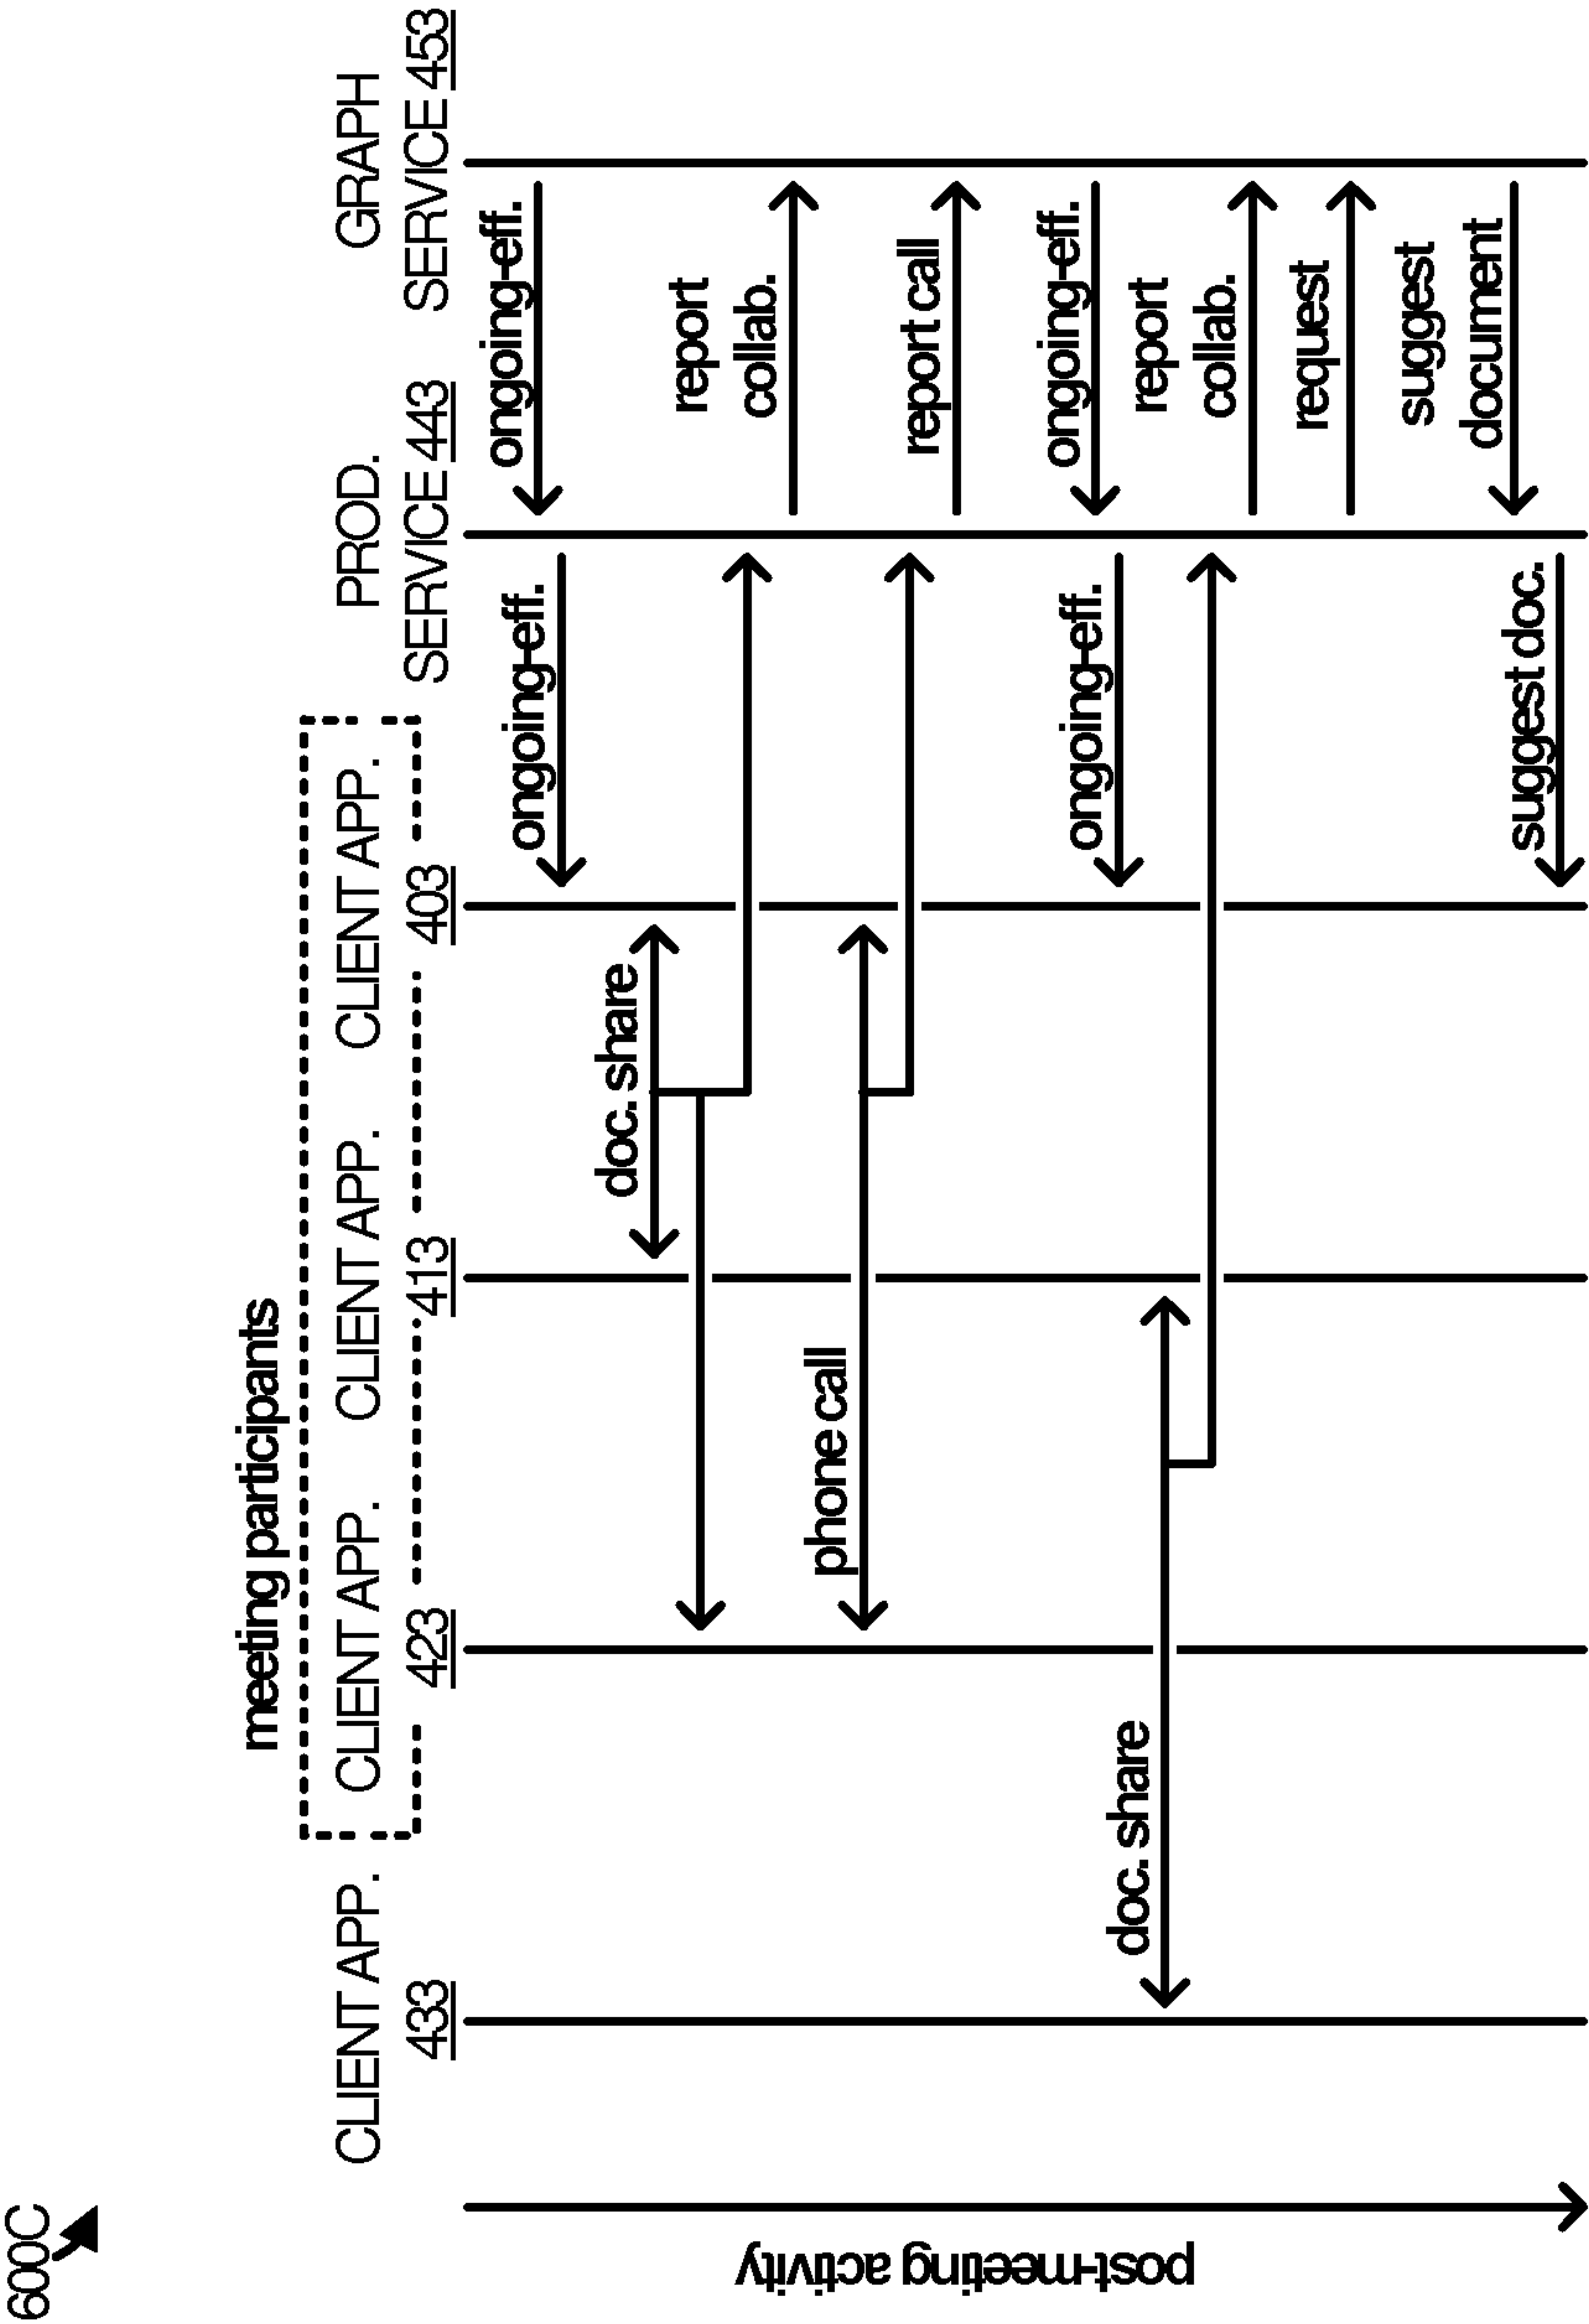 600C
meeting participants
CLIENT APP.
433
CLIENT APP.
423
CLIENT APP.
413
CLIENT APP.
403
PROD.
SERVICE 443
GRAPH
SERVICE 453
ongoing-eff.
ongoing-eff.
doc. share
report
collab.
phone call
report call
ongoing-eff.
ongoing-eff.
doc. share
report
collab.
request
suggest
document
suggest doc.
post-meeting activity